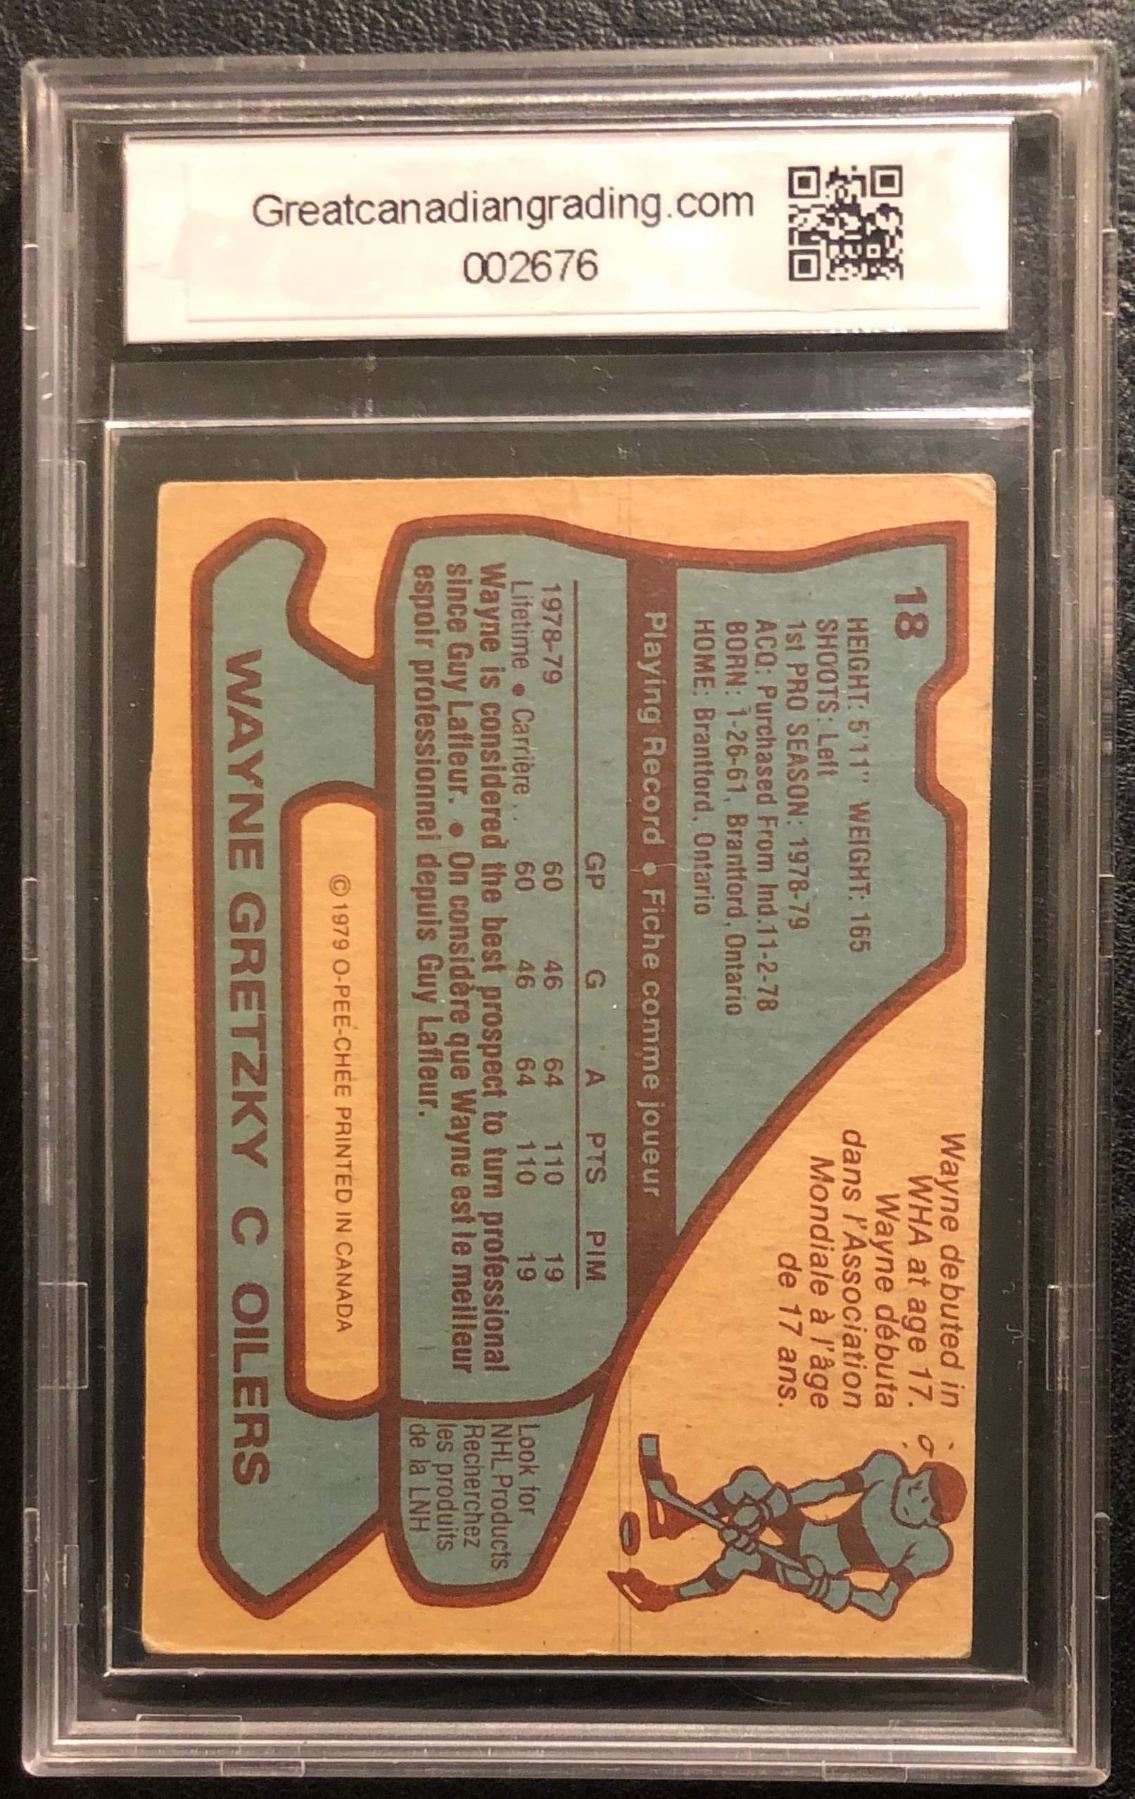 Greatcanadiangrading.com
002676
18
HEIGHT: 5'11" WEIGHT: 165
SHOOTS: Left
1st PRO SEASON: 1978-79
ACQ: Purchased From Ind.11-2-78
BORN: 1-26-61, Brantford, Ontario
HOME: Brantford, Ontario
Wayne debuted in
WHA at age 17.
Wayne débuta
dans l'Association
Mondiale à l'âge
de 17 ans.
Playing Record • Fiche comme joueur
GP G A PTS PIM
1978-79 60 46 64 110 19
Lifetime • Carrière .. 60 46 64 110 19
Wayne is considered the best prospect to turn professional
since Guy Lafleur. • On considère que Wayne est le meilleur
espoir professionnel depuis Guy Lafleur.
Look for
NHL Products
Recherchez
les produits
de la LNH
© 1979 O-PEE-CHEE PRINTED IN CANADA
WAYNE GRETZKY C OILERS